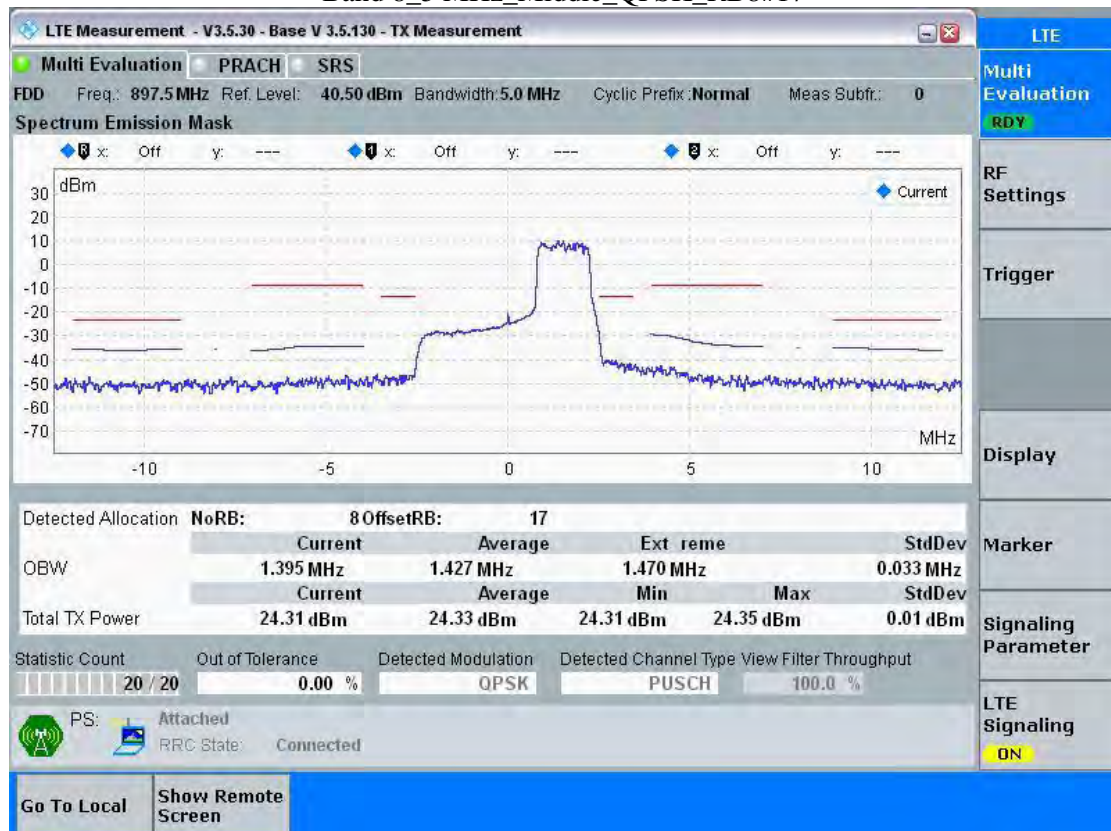 LTE Measurement - V3.5.30 - Base V 3.5.130 - TX Measurement
LTE
Multi Evaluation PRACH SRS
Multi
Evaluation
RDY
FDD Freq.: 897.5 MHz Ref. Level: 40.50 dBm Bandwidth: 5.0 MHz Cyclic Prefix : Normal Meas Subfr.: 0
Spectrum Emission Mask
R x: Off y: --- 1 x: Off y: --- 2 x: Off y: ---
RF
Settings
dBm
Current
30
20
10
0
-10
-20
-30
-40
-50
-60
-70
MHz
-10 -5 0 5 10
Trigger
Display
Detected Allocation NoRB: 8 OffsetRB: 17
Current Average Ext reme StdDev
OBW 1.395 MHz 1.427 MHz 1.470 MHz 0.033 MHz
Current Average Min Max StdDev
Total TX Power 24.31 dBm 24.33 dBm 24.31 dBm 24.35 dBm 0.01 dBm
Marker
Signaling
Parameter
Statistic Count Out of Tolerance Detected Modulation Detected Channel Type View Filter Throughput
20 / 20 0.00 % QPSK PUSCH 100.0 %
LTE
Signaling
ON
PS: Attached
RRC State: Connected
Go To Local
Show Remote
Screen